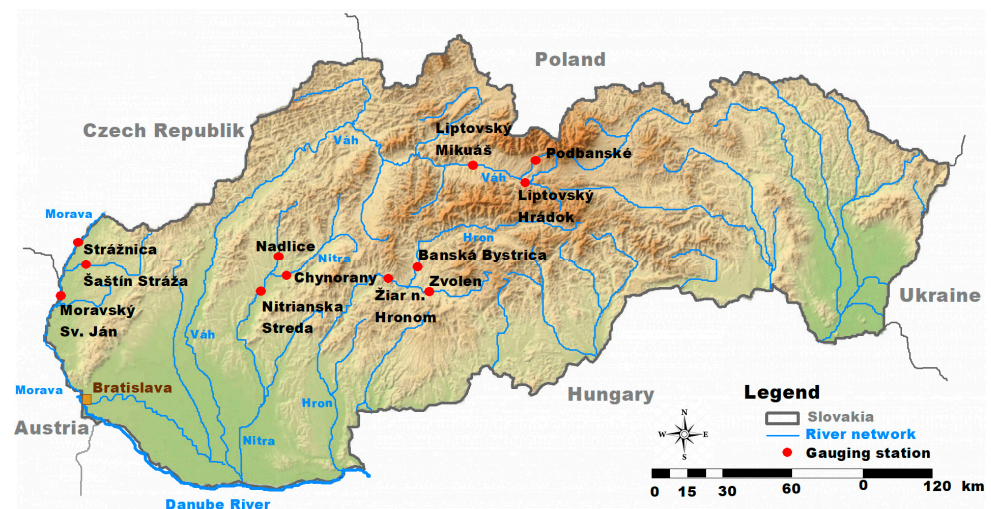 Poland
Czech Republik
Liptovský
Mikuáš
Váh
Podbanské
Váh
Liptovský
Hrádok
Morava
Strážnica
Hron
Nadlice
Nitra
Banská Bystrica
Šaštín Stráža
Chynorany
Zvolen
Žiar n.
Hronom
Nitrianska
Streda
Moravský
Sv. Ján
Ukraine
Váh
Morava
Bratislava
Hron
Hungary
Austria
Nitra
Danube River
Legend
Slovakia
River network
Gauging station
N
W E
S
0 15 30 60 0 120 km